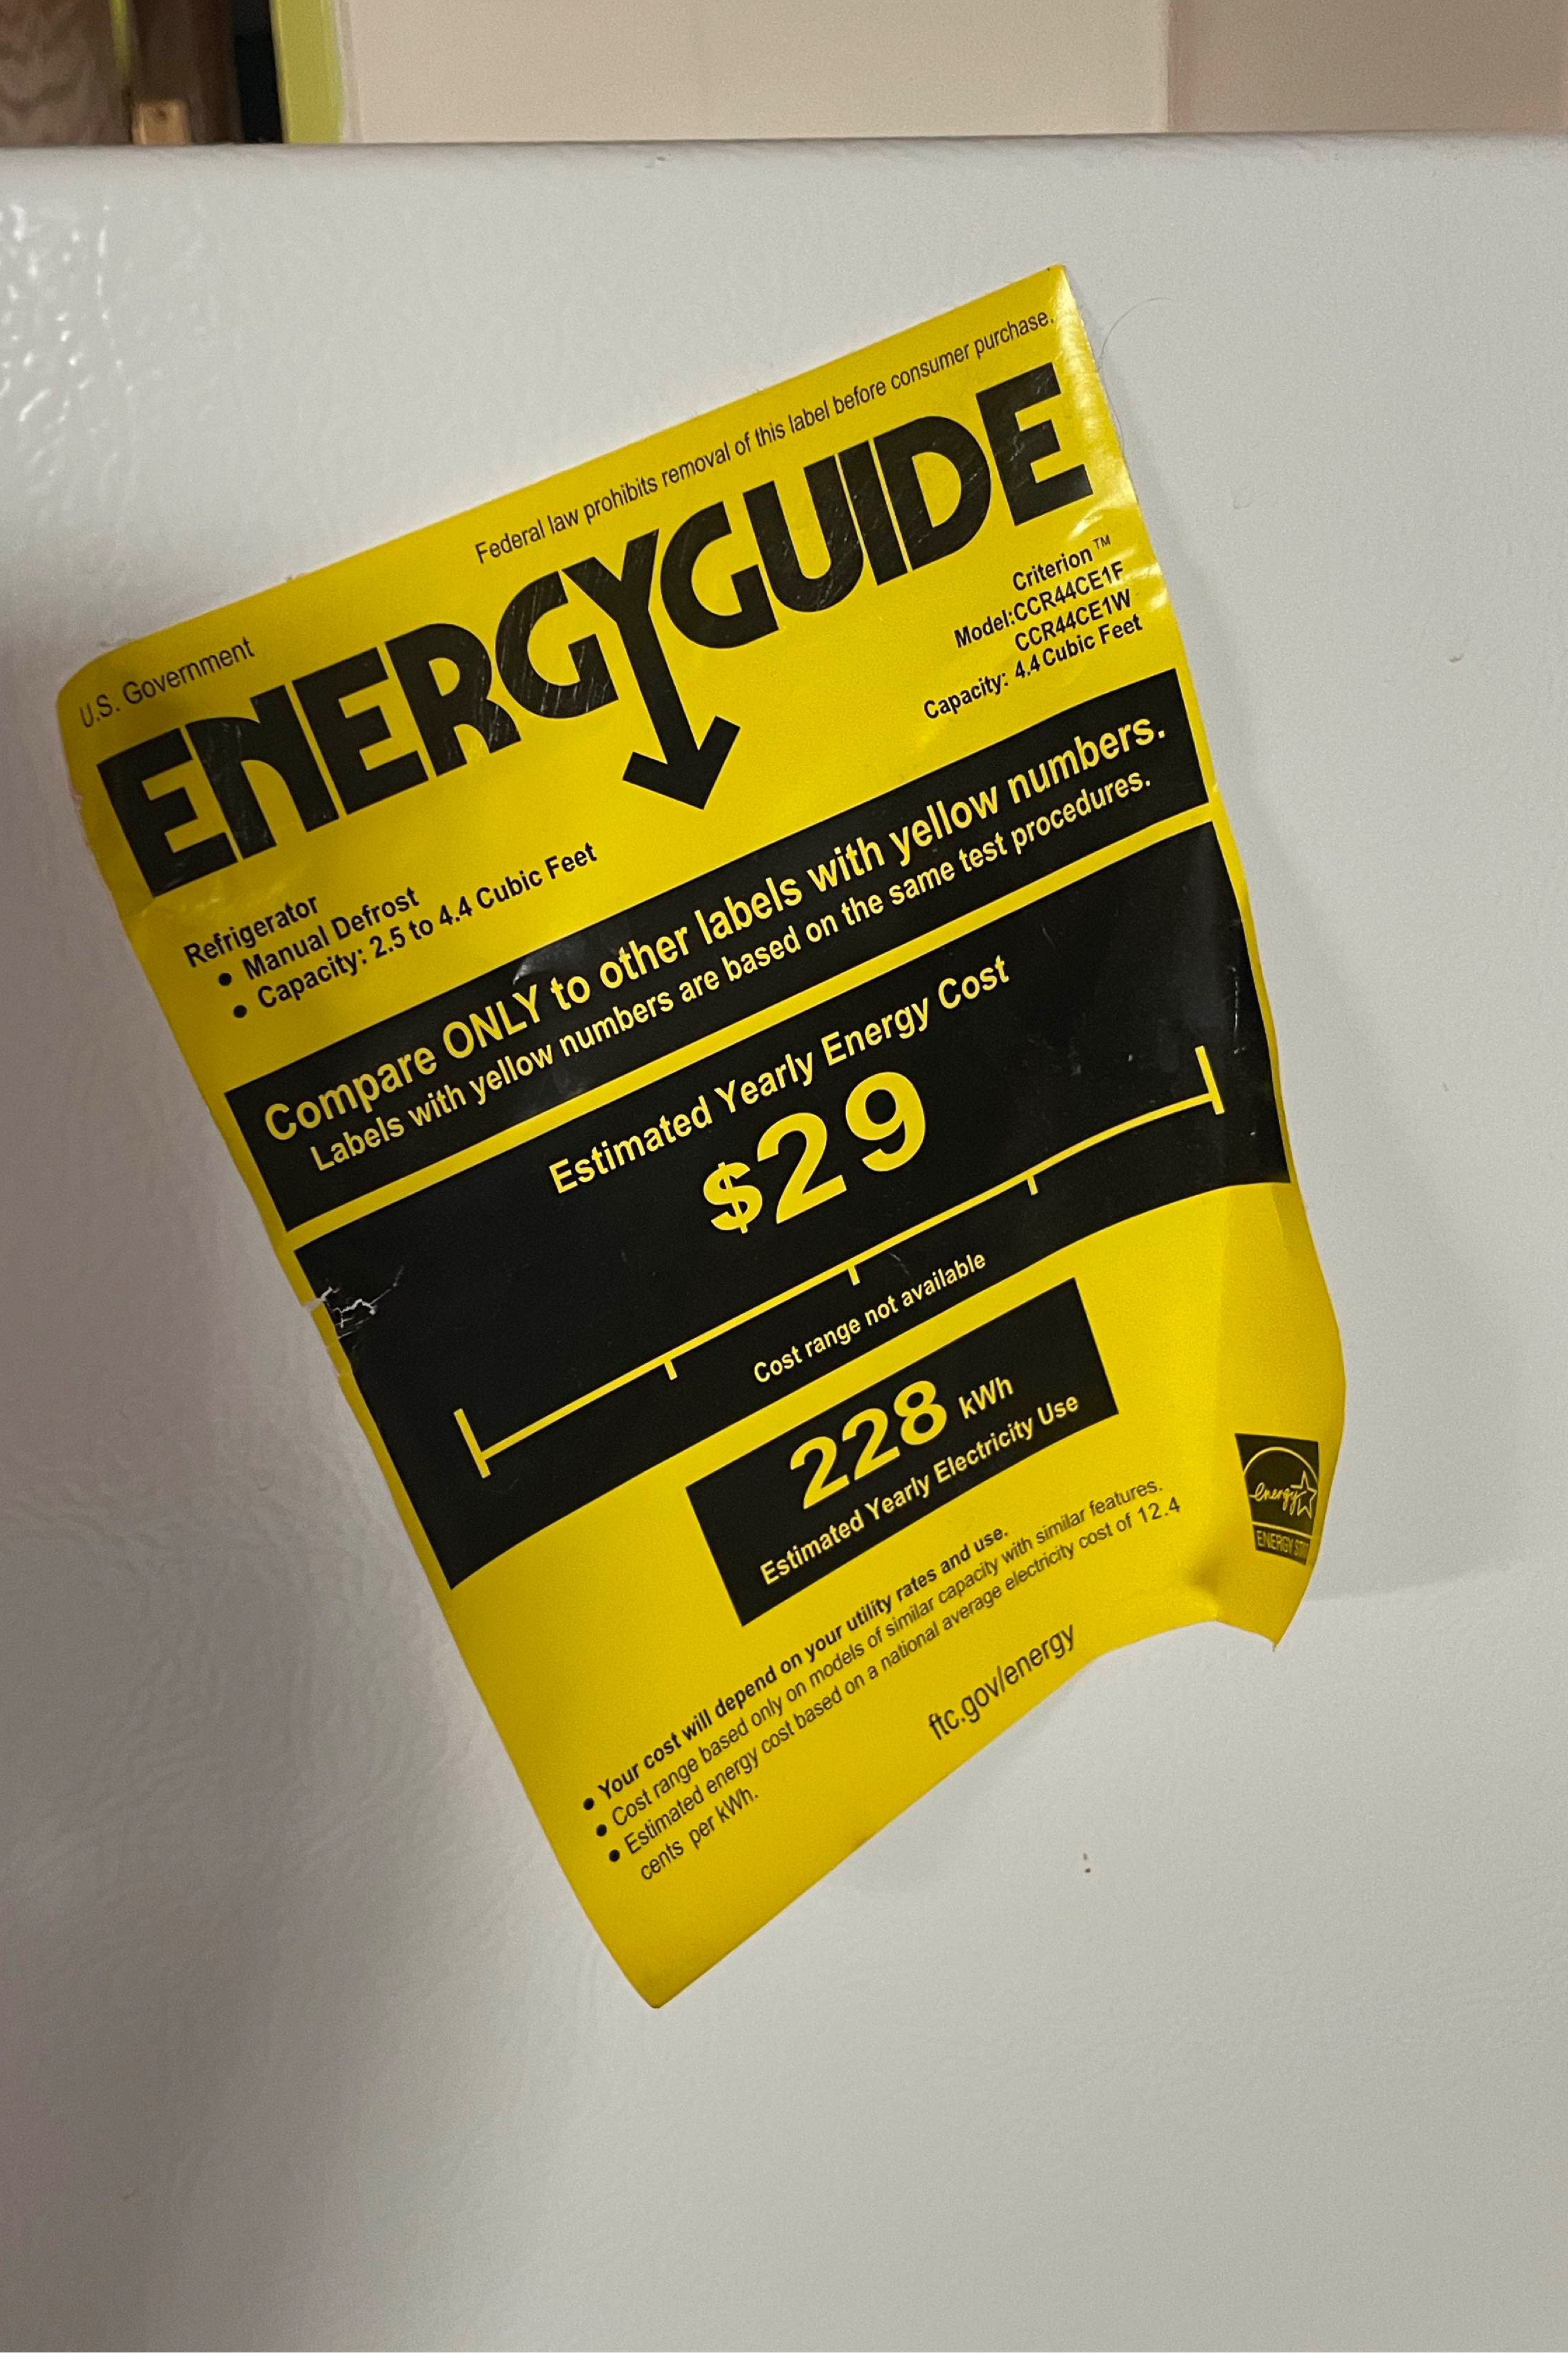 U.S. Government
Federal law prohibits removal of this label before consumer purchase.
ENERGYGUIDE
Refrigerator
• Manual Defrost
• Capacity: 2.5 to 4.4 Cubic Feet
Criterion™
Model:CCR44CE1F
CCR44CE1W
Capacity: 4.4 Cubic Feet
Compare ONLY to other labels with yellow numbers.
Labels with yellow numbers are based on the same test procedures.
Estimated Yearly Energy Cost
$29
Cost range not available
228 kWh
Estimated Yearly Electricity Use
• Your cost will depend on your utility rates and use.
• Cost range based only on models of similar capacity with similar features.
• Estimated energy cost based on a national average electricity cost of 12.4
cents per kWh.
ftc.gov/energy
energy
ENERGY STAR